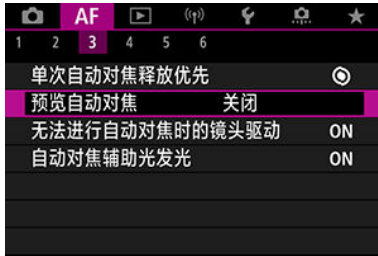 AF
1 2 3 4 5 6
单次自动对焦释放优先
预览自动对焦 关闭
无法进行自动对焦时的镜头驱动 ON
自动对焦辅助光发光 ON